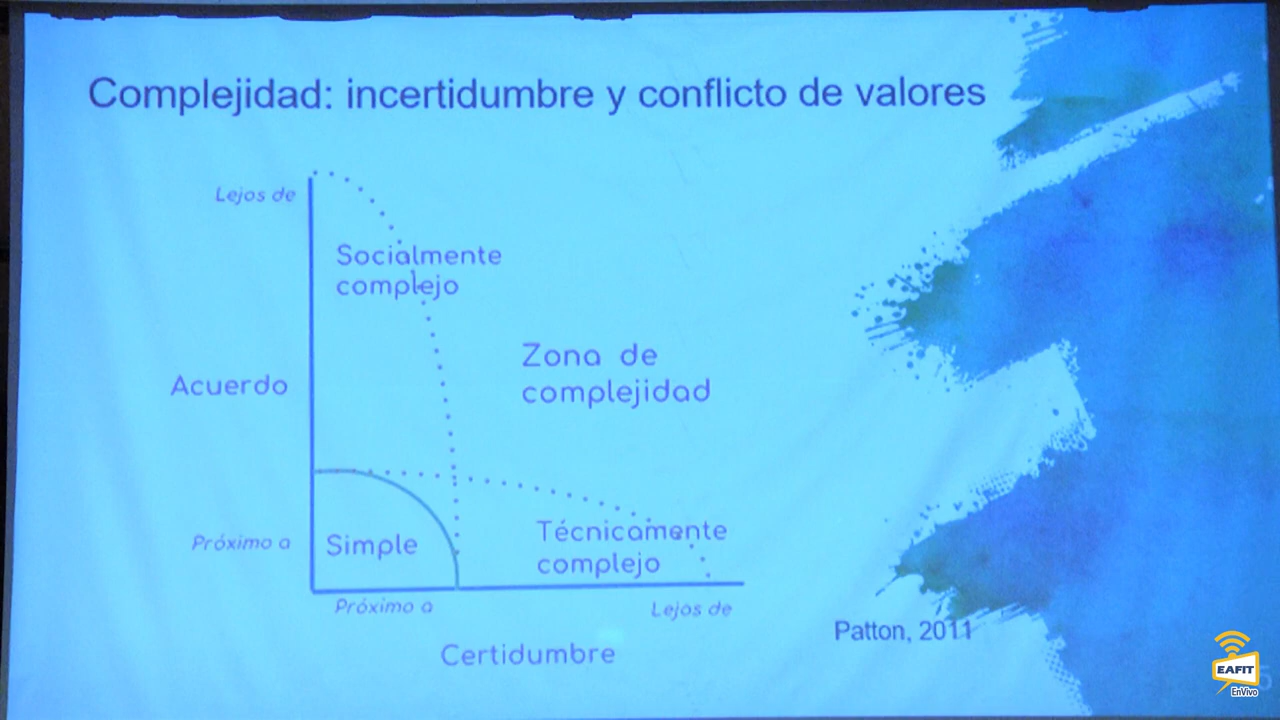 Complejidad: incertidumbre y conflicto de valores
Lejos de
Socialmente
complejo
Zona de
complejidad
Acuerdo
Próximo a
Simple
Técnicamente
complejo
Próximo a
Lejos de
Certidumbre
Patton, 2011
EAFIT
EnVivo
5